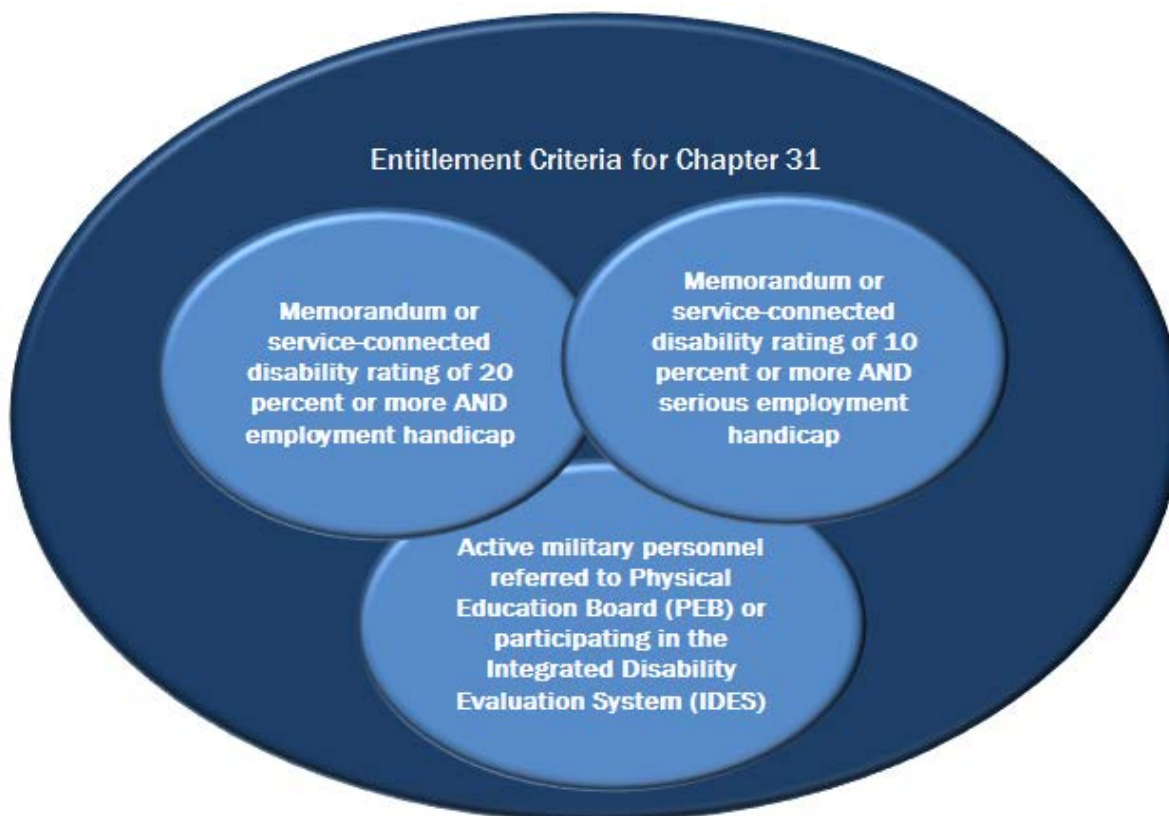 Entitlement Criteria for Chapter 31
Memorandum or
service-connected
disability rating of 20
percent or more AND
employment handicap
Memorandum or
service-connected
disability rating of 10
percent or more AND
serious employment
handicap
Active military personnel
referred to Physical
Education Board (PEB) or
participating in the
Integrated Disability
Evaluation System (IDES)